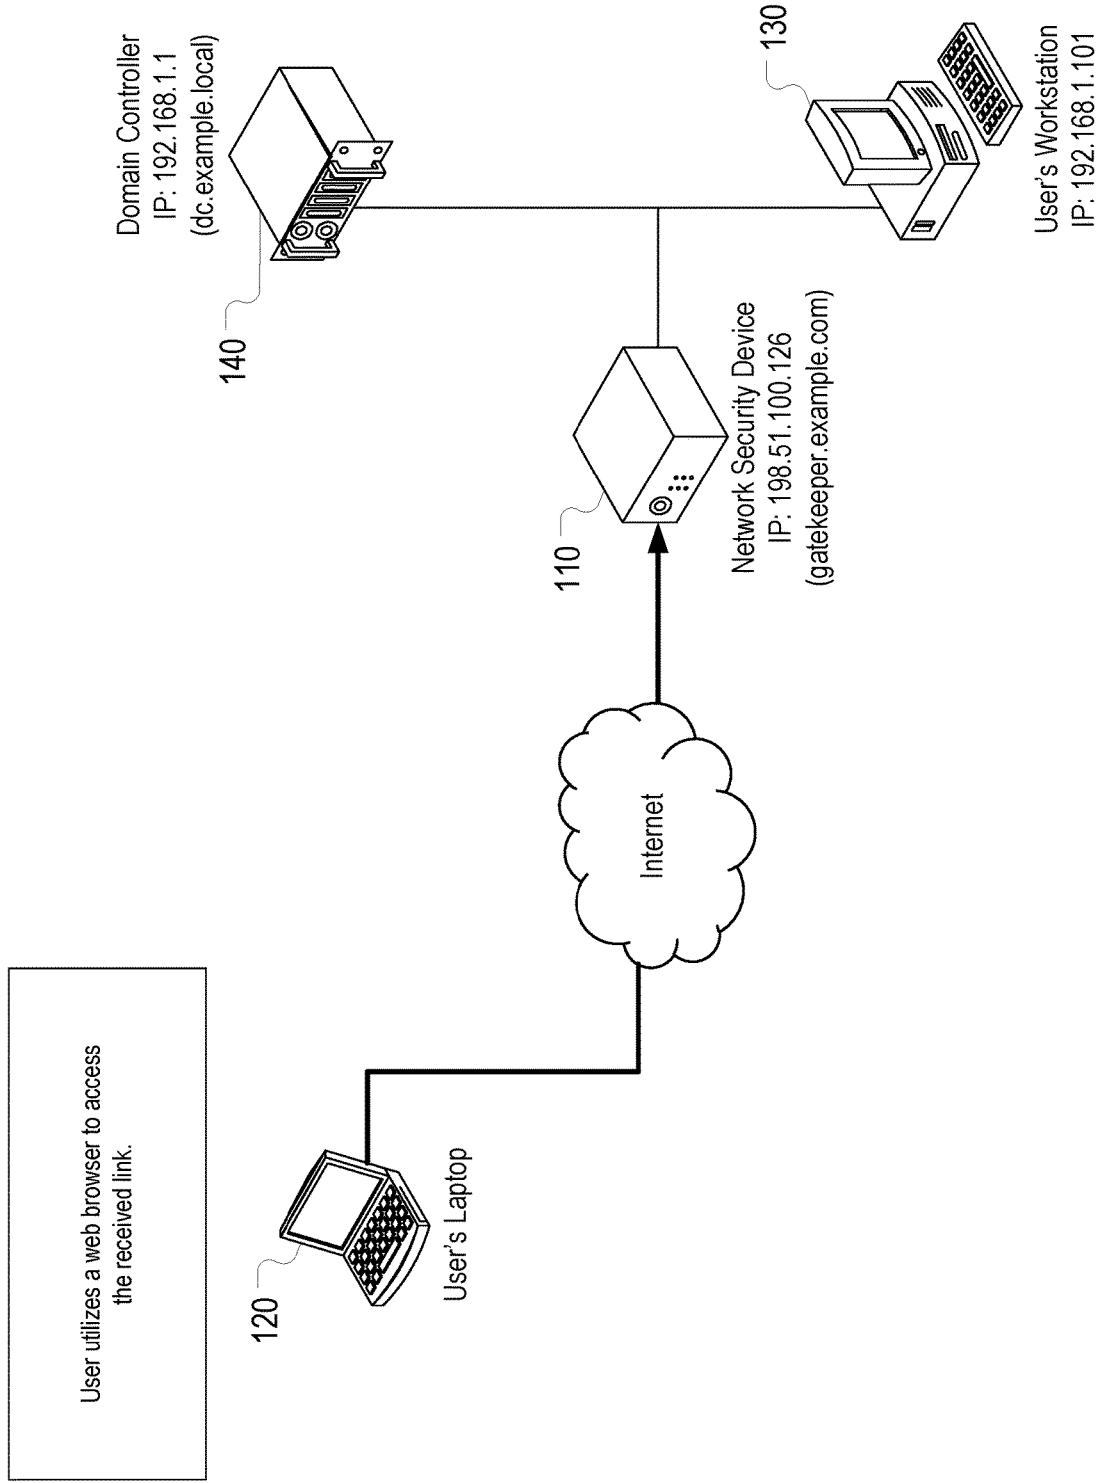 User utilizes a web browser to access
the received link.
120
User's Laptop
Internet
110
Network Security Device
IP: 198.51.100.126
(gatekeeper.example.com)
140
Domain Controller
IP: 192.168.1.1
(dc.example.local)
130
User's Workstation
IP: 192.168.1.101